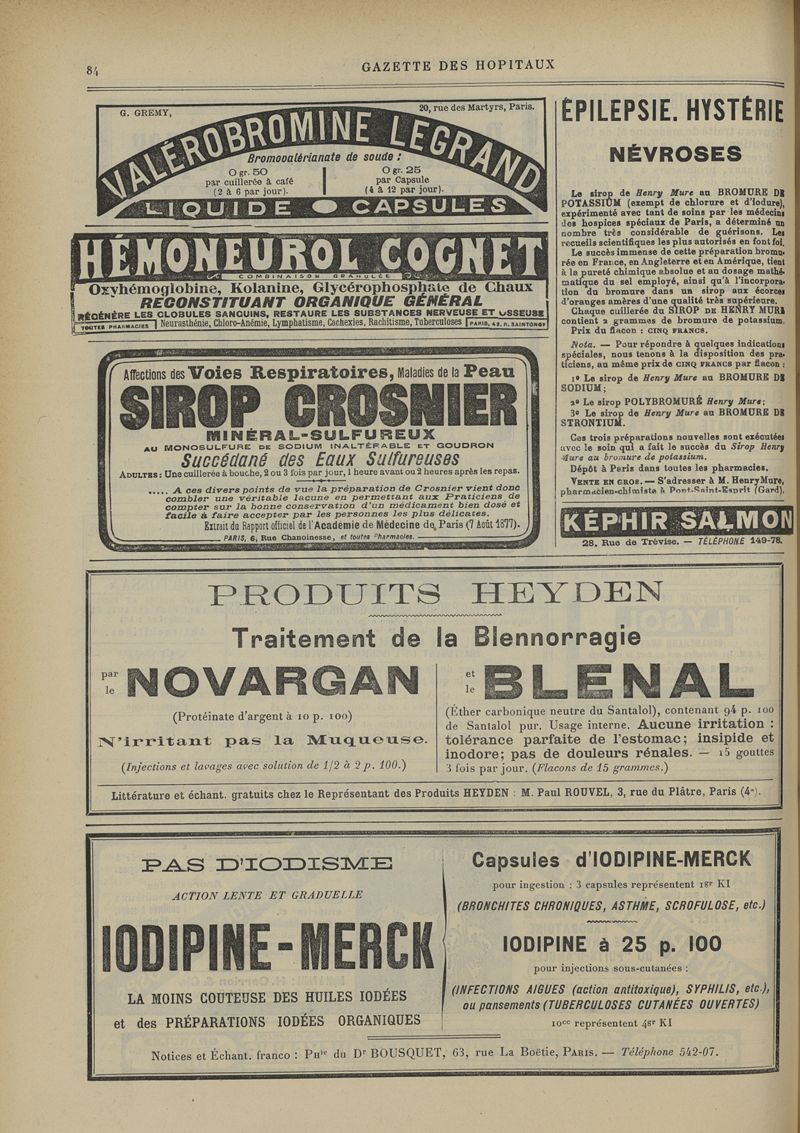 84
GAZETTE DES HOPITAUX
G. GREMY,
20, rue des Martyrs, Paris.
VALÉROBROMINE LEGRAND
Bromovalérianate de soude :
0 gr. 50
par cuillerée à café
(2 à 6 par jour).
0 gr. 25
par Capsule
(4 à 12 par jour).
LIQUIDE CAPSULES
HÉMONEUROL COGNET
COMBINAISON GRANULÉE
Oxyhémoglobine, Kolanine, Glycérophosphate de Chaux
RECONSTITUANT ORGANIQUE GÉNÉRAL
RÉGÉNÈRE LES GLOBULES SANGUINS, RESTAURE LES SUBSTANCES NERVEUSE ET OSSEUSE
TOUTES PHARMACIES
Neurasthénie, Chloro-Anémie, Lymphatisme, Cachexies, Rachitisme, Tuberculoses
PARIS, 43, R. SAINTONGE
Affections des Voies Respiratoires, Maladies de la Peau
SIROP CROSNIER
MINÉRAL-SULFUREUX
AU MONOSULFURE DE SODIUM INALTÉRABLE ET GOUDRON
Succédané des Eaux Sulfureuses
ADULTES : Une cuillerée à bouche, 2 ou 3 fois par jour, 1 heure avant ou 2 heures après les repas.
..... A ces divers points de vue la préparation de Crosnier vient donc
combler une véritable lacune en permettant aux Praticiens de
compter sur la bonne conservation d'un médicament bien dosé et
facile à faire accepter par les personnes les plus délicates.
Extrait du Rapport officiel de l'Academie de Médecine de Paris (7 Août 1877).
PARIS, 6, Rue Chanoinesse, et toutes Pharmacies.
ÉPILEPSIE. HYSTÉRIE
NÉVROSES
Le sirop de Henry Mure au BROMURE DE
POTASSIUM (exempt de chlorure et d'iodure),
expérimenté avec tant de soins par les médecins
des hospices spéciaux de Paris, a déterminé un
nombre très considérable de guérisons. Les
recueils scientifiques les plus autorisés en font foi.
Le succès immense de cette préparation bromu-
rée en France, en Angleterre et en Amérique, tient
à la pureté chimique absolue et au dosage mathé-
matique du sel employé, ainsi qu'à l'incorpora-
tion du bromure dans un sirop aux écorces
d'oranges amères d'une qualité très supérieure.
Chaque cuillerée du SIROP DE HENRY MURE
contient 2 grammes de bromure de potassium.
Prix du flacon : CINQ FRANCS.
Nota. — Pour répondre à quelques indications
spéciales, nous tenons à la disposition des pra-
ticiens, au même prix de CINQ FRANCS par flacon :
1º Le sirop de Henry Mure au BROMURE DE
SODIUM ;
2º Le sirop POLYBROMURÉ Henry Mure ;
3º Le sirop de Henry Mure au BROMURE DE
STRONTIUM.
Ces trois préparations nouvelles sont exécutées
avec le soin qui a fait le succès du Sirop Henry
Mure au bromure de potassium.
Dépôt à Paris dans toutes les pharmacies.
VENTE EN GROS. — S'adresser à M. HenryMure,
pharmacien-chimiste à Pont-Saint-Esprit (Gard).
KÉPHIR SALMON
28, Rue de Trévise. — TÉLÉPHONE 149-78.
PRODUITS HEYDEN
Traitement de la Blennorragie
par le NOVARGAN
(Protéinate d'argent à 10 p. 100)
N'irritant pas la Muqueuse.
(Injections et lavages avec solution de 1/2 à 2 p. 100.)
et le BLENAL
(Éther carbonique neutre du Santalol), contenant 94 p. 100
de Santalol pur. Usage interne. Aucune irritation :
tolérance parfaite de l'estomac ; insipide et
inodore ; pas de douleurs rénales. — 15 gouttes
3 fois par jour. (Flacons de 15 grammes.)
Littérature et échant. gratuits chez le Représentant des Produits HEYDEN : M. Paul ROUVEL, 3, rue du Plâtre, Paris (4e).
PAS D'IODISME
ACTION LENTE ET GRADUELLE
IODIPINE-MERCK
LA MOINS COUTEUSE DES HUILES IODÉES
et des PRÉPARATIONS IODÉES ORGANIQUES
Capsules d'IODIPINE-MERCK
pour ingestion : 3 capsules représentent 1gr KI
(BRONCHITES CHRONIQUES, ASTHME, SCROFULOSE, etc.)
IODIPINE à 25 p. 100
pour injections sous-cutanées :
(INFECTIONS AIGUES (action antitoxique), SYPHILIS, etc.),
ou pansements (TUBERCULOSES CUTANÉES OUVERTES)
10cc représentent 4gr KI
Notices et Échant. franco : Phie du Dr BOUSQUET, 63, rue La Boëtie, PARIS. — Téléphone 542-07.